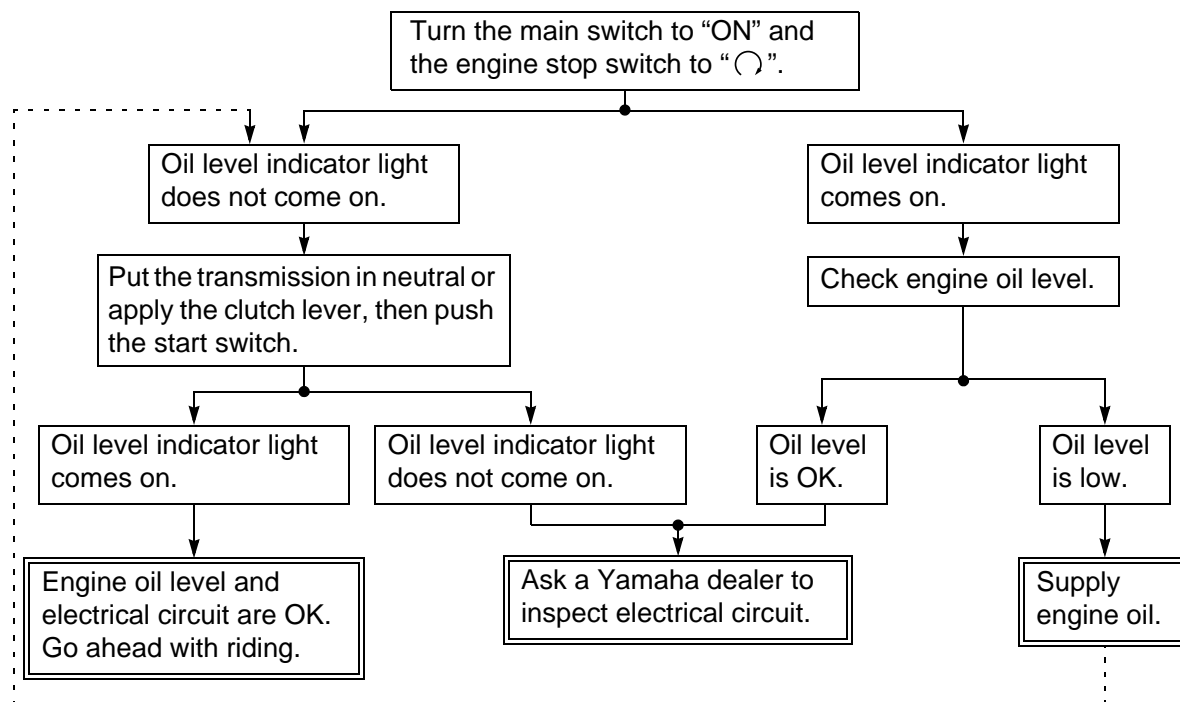 Turn the main switch to “ON” and
the engine stop switch to “ ”.
Oil level indicator light
does not come on.
Oil level indicator light
comes on.
Put the transmission in neutral or
apply the clutch lever, then push
the start switch.
Check engine oil level.
Oil level indicator light
comes on.
Oil level indicator light
does not come on.
Oil level
is OK.
Oil level
is low.
Engine oil level and
electrical circuit are OK.
Go ahead with riding.
Ask a Yamaha dealer to
inspect electrical circuit.
Supply
engine oil.